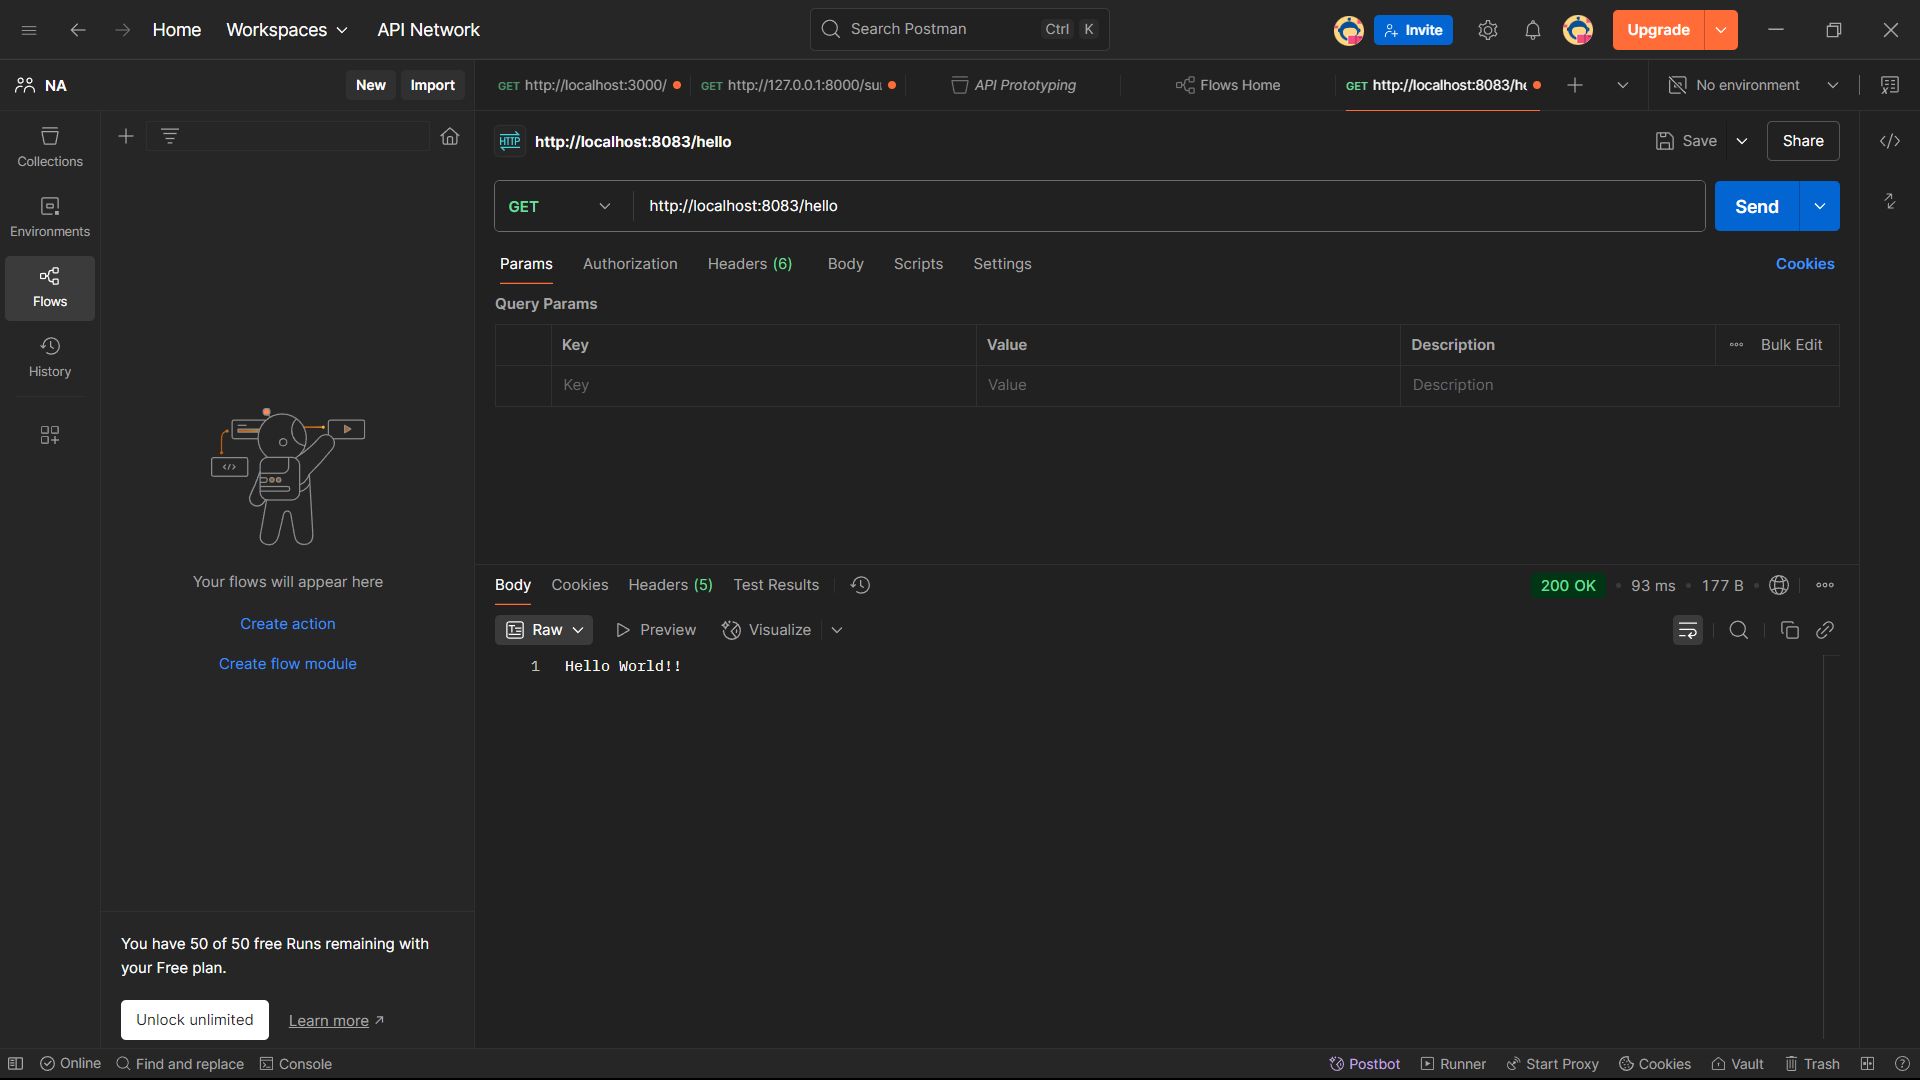 Home Workspaces API Network Search Postman Ctrl K Invite Upgrade
NA New Import GET http://localhost:3000/ GET http://127.0.0.1:8000/su API Prototyping Flows Home GET http://localhost:8083/he No environment
Collections
Environments
Flows
History
HTTP http://localhost:8083/hello Save Share
GET http://localhost:8083/hello Send
Params Authorization Headers (6) Body Scripts Settings Cookies
Query Params
Key Value Description Bulk Edit
Key Value Description
</>
Your flows will appear here
Create action
Create flow module
Body Cookies Headers (5) Test Results 200 OK 93 ms 177 B
Raw Preview Visualize
1 Hello World!!
You have 50 of 50 free Runs remaining with
your Free plan.
Unlock unlimited Learn more
Online Find and replace Console Postbot Runner Start Proxy Cookies Vault Trash